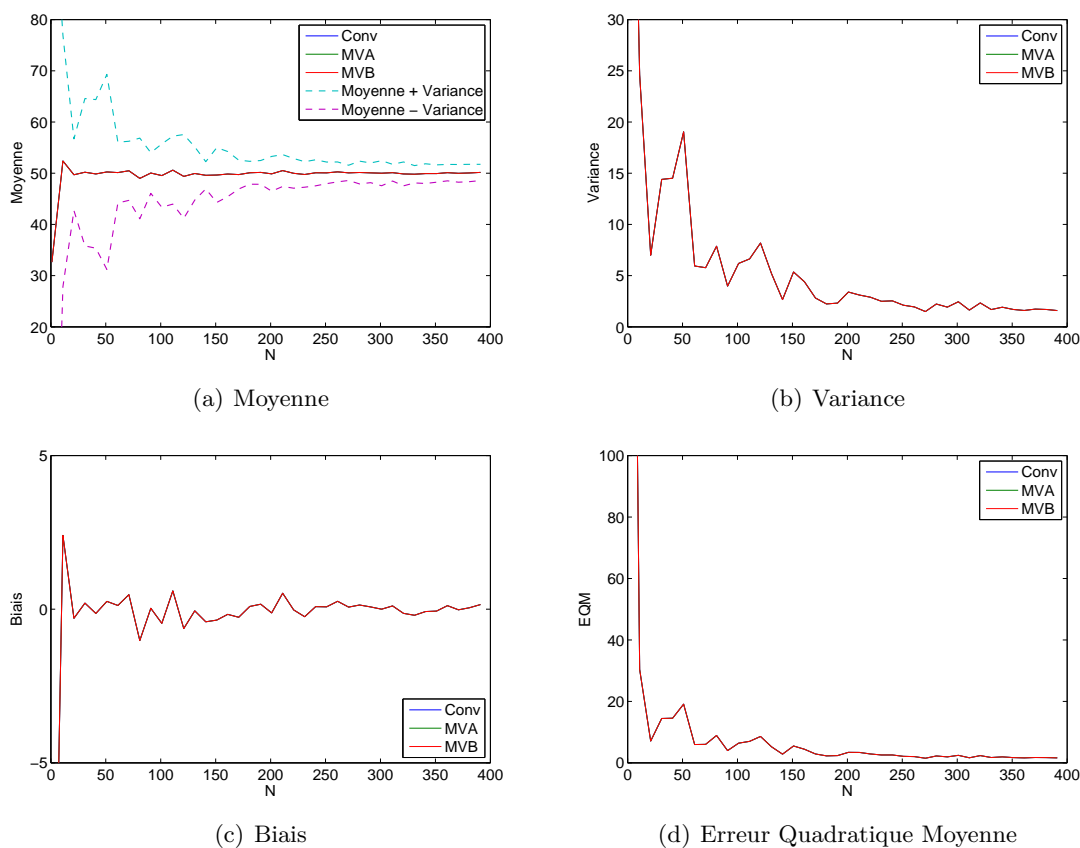 80
70
60
50
40
30
20
0
50
100
150
200
250
300
350
400
N
Moyenne
Conv
MVA
MVB
Moyenne + Variance
Moyenne − Variance
(a) Moyenne
30
25
20
15
10
5
0
0
50
100
150
200
250
300
350
400
N
Variance
Conv
MVA
MVB
(b) Variance
5
0
−5
0
50
100
150
200
250
300
350
400
N
Biais
Conv
MVA
MVB
(c) Biais
100
80
60
40
20
0
0
50
100
150
200
250
300
350
400
N
EQM
Conv
MVA
MVB
(d) Erreur Quadratique Moyenne